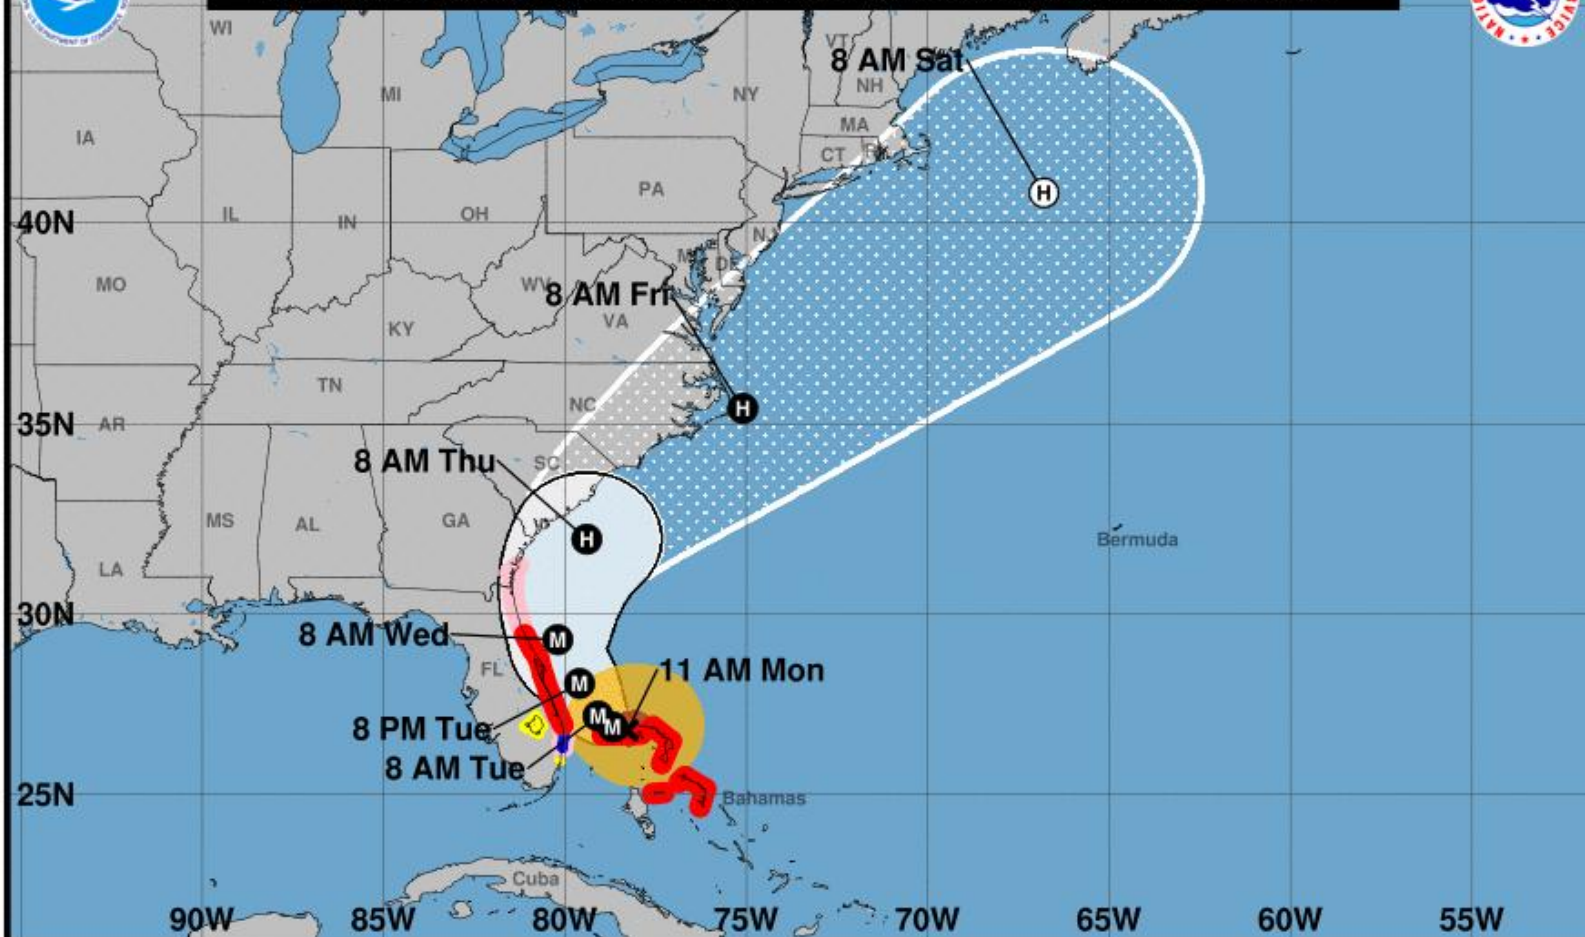 WI
VT
8 AM Sat
NH
MI
NY
MA
IA
CT
H
PA
IL
IN
OH
40N
NJ
DE
MO
WV
8 AM Fri
VA
KY
TN
NC
H
AR
35N
8 AM Thu
SC
MS
AL
GA
H
Bermuda
LA
30N
8 AM Wed
M
FL
11 AM Mon
M
8 PM Tue
M
M
8 AM Tue
25N
Bahamas
Cuba
90W 85W 80W 75W 70W 65W 60W 55W